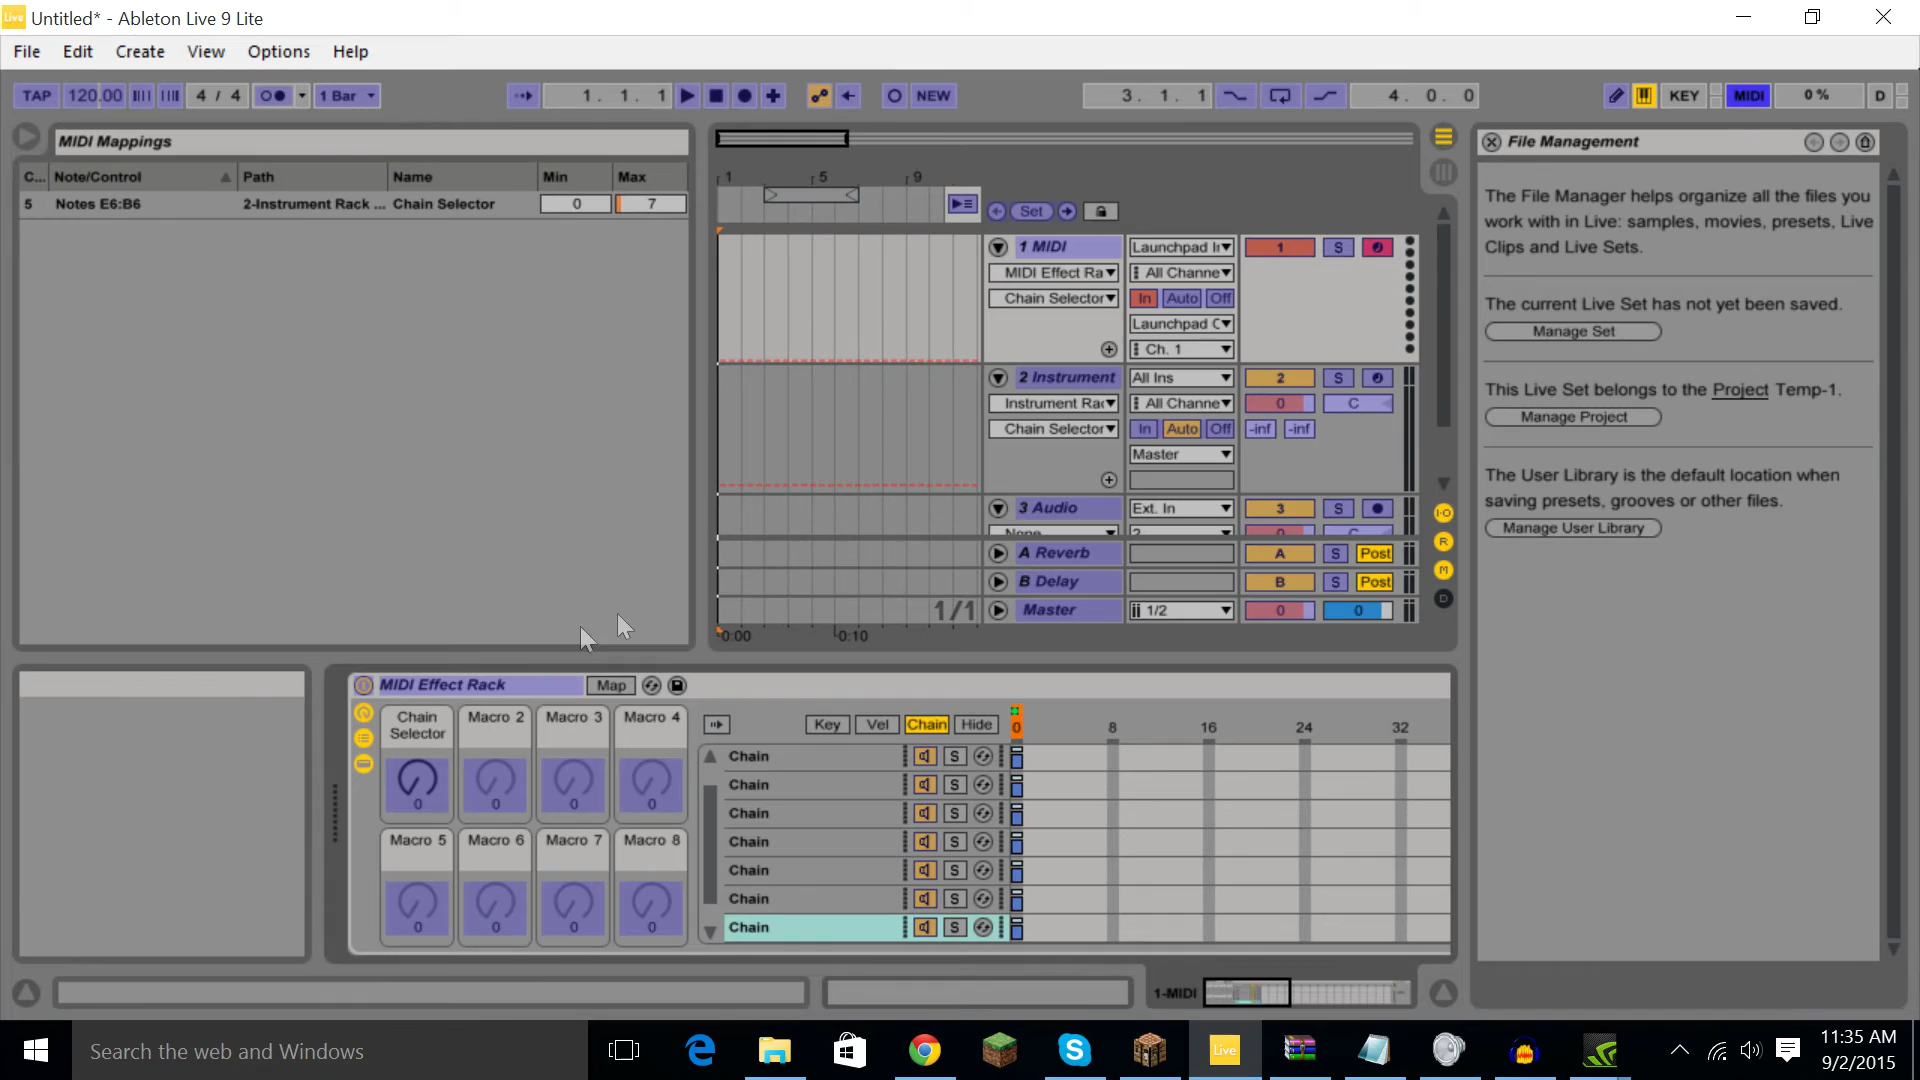 Live Untitled* - Ableton Live 9 Lite
File Edit Create View Options Help
TAP 120.00 4 / 4 1 Bar 1. 1. 1 NEW 3. 1. 1 4. 0. 0 KEY MIDI 0 % D
MIDI Mappings
C... Note/Control Path Name Min Max
5 Notes E6:B6 2-Instrument Rack ... Chain Selector 0 7
1 5 9
Set
1 MIDI Launchpad In 1 S
MIDI Effect Ra All Channe
Chain Selector In Auto Off
Launchpad C
Ch. 1
2 Instrument All Ins 2 S
Instrument Rac All Channe 0 C
Chain Selector In Auto Off -inf -inf
Master
3 Audio Ext. In 3 S
None 2 0 C
A Reverb A S Post
B Delay B S Post
1/1 Master 1/2 0 0
0:00 0:10
File Management
The File Manager helps organize all the files you
work with in Live: samples, movies, presets, Live
Clips and Live Sets.
The current Live Set has not yet been saved.
Manage Set
This Live Set belongs to the Project Temp-1.
Manage Project
The User Library is the default location when
saving presets, grooves or other files.
Manage User Library
I·O
R
M
D
MIDI Effect Rack Map
Chain Selector Macro 2 Macro 3 Macro 4
0 0 0 0
Macro 5 Macro 6 Macro 7 Macro 8
0 0 0 0
Key Vel Chain Hide 0 8 16 24 32
Chain S
Chain S
Chain S
Chain S
Chain S
Chain S
Chain S
1-MIDI
Search the web and Windows
Live
11:35 AM
9/2/2015